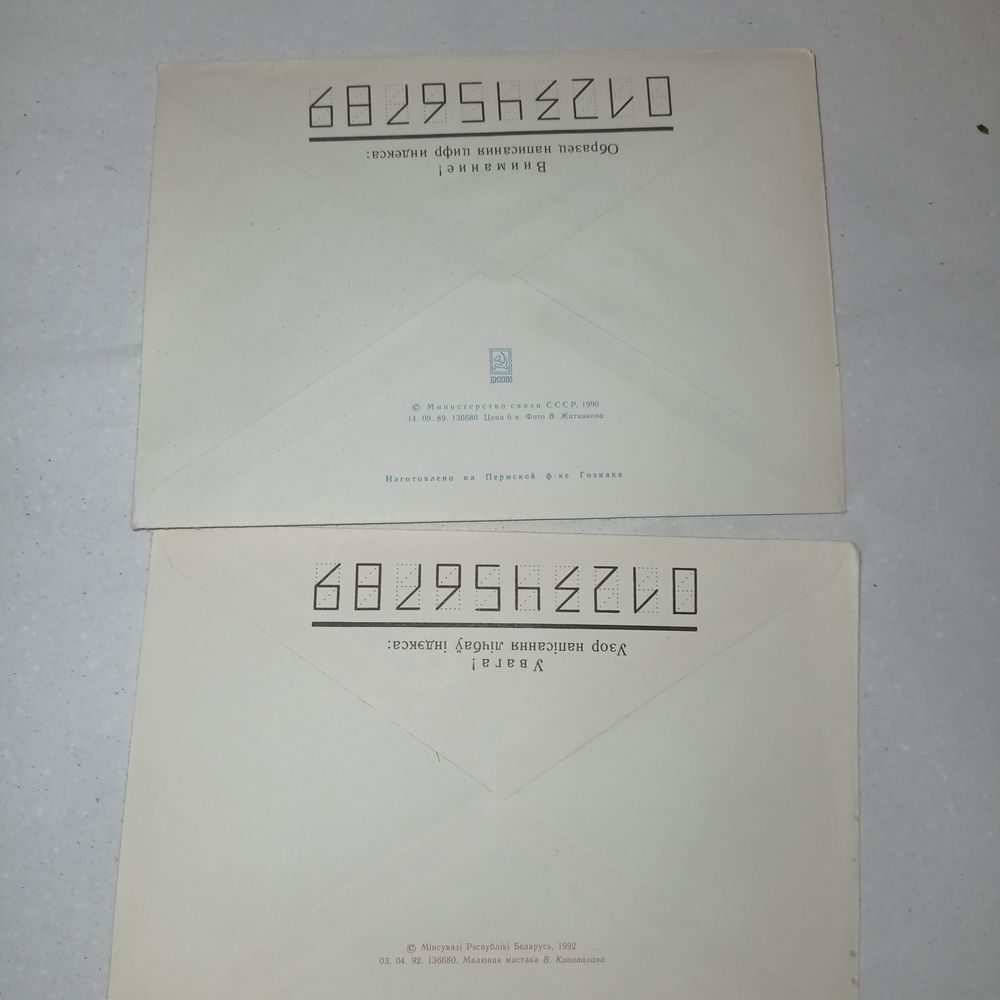 0123456789
Образец написания цифр индекса:
Внимание!
ДИЭЗПО
© Министерство связи СССР, 1990
14. 09. 89. 136680 Цена 6 к. Фото В. Житникова
Изготовлено на Пермской ф-ке Гознака
0123456789
Узор напісання лічбаў індэкса:
Увага!
© Мінсувязі Рэспублікі Беларусь, 1992
03. 04. 92. 136680. Малюнак мастака В. Канавалава